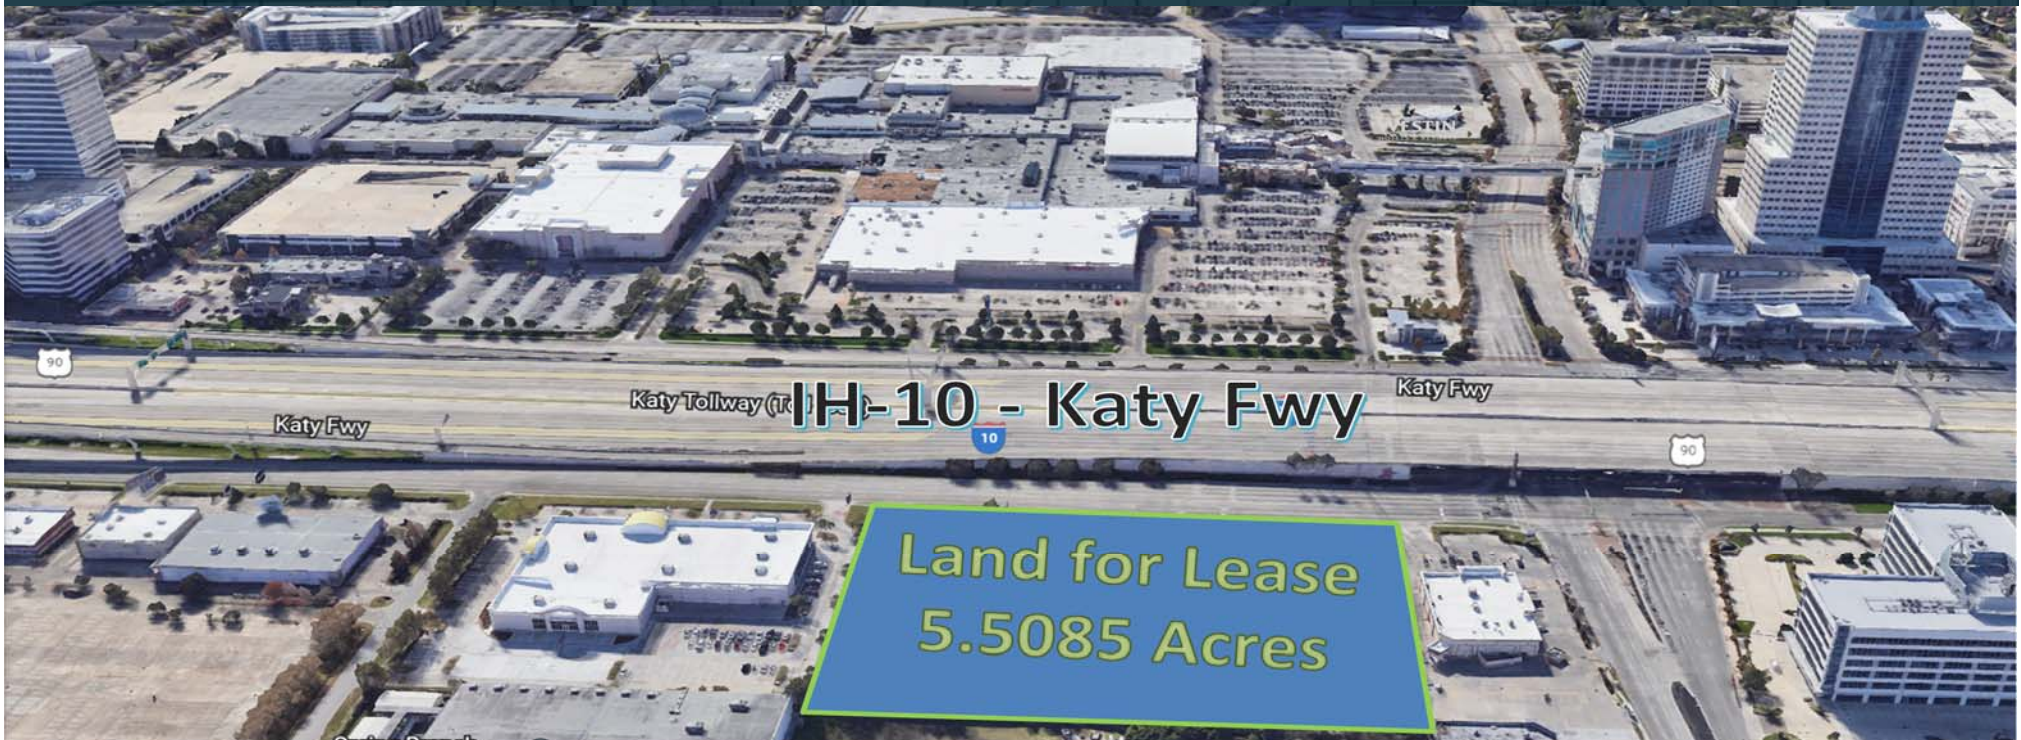 WESTIN
90
Katy Tollway (To
IH-10 - Katy Fwy
Katy Fwy
Katy Fwy
10
90
Land for Lease
5.5085 Acres